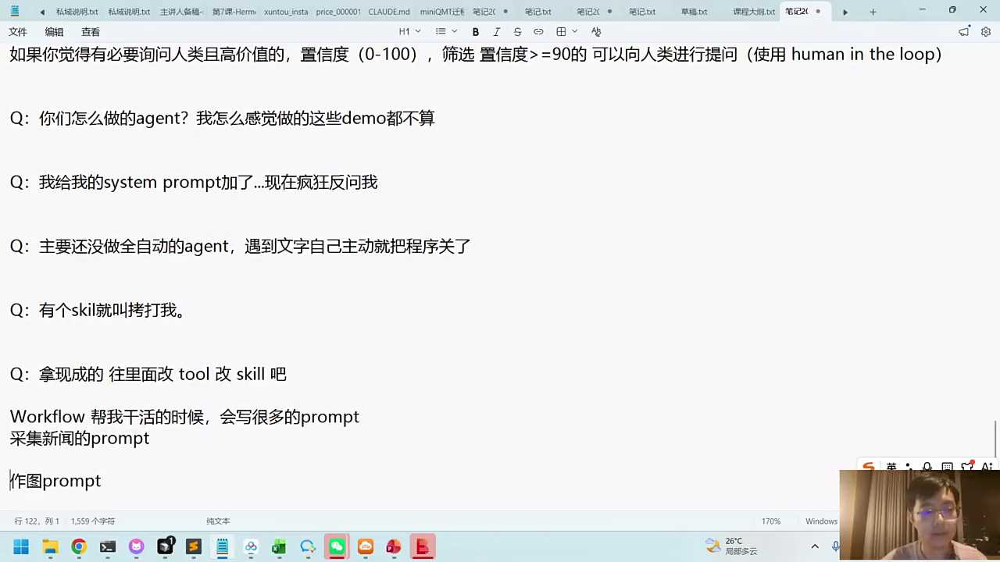 私域说明.txt 私域说明.txt 主讲人备稿- 第7课-Herm xuntou_insta price_000001 CLAUDE.md miniQMT迁移 笔记20 笔记.txt 笔记20 笔记.txt 草稿.txt 课程大纲.txt 笔记20
文件 编辑 查看 H1 B I S
如果你觉得有必要询问人类且高价值的，置信度（0-100），筛选 置信度>=90的 可以向人类进行提问（使用 human in the loop）
Q：你们怎么做的agent？我怎么感觉做的这些demo都不算
Q：我给我的system prompt加了...现在疯狂反问我
Q：主要还没做全自动的agent，遇到文字自己主动就把程序关了
Q：有个skil就叫拷打我。
Q：拿现成的 往里面改 tool 改 skill 吧
Workflow 帮我干活的时候，会写很多的prompt
采集新闻的prompt
作图prompt
英
行 122，列 1 1,559 个字符 纯文本 170% Windows
26°C
局部多云